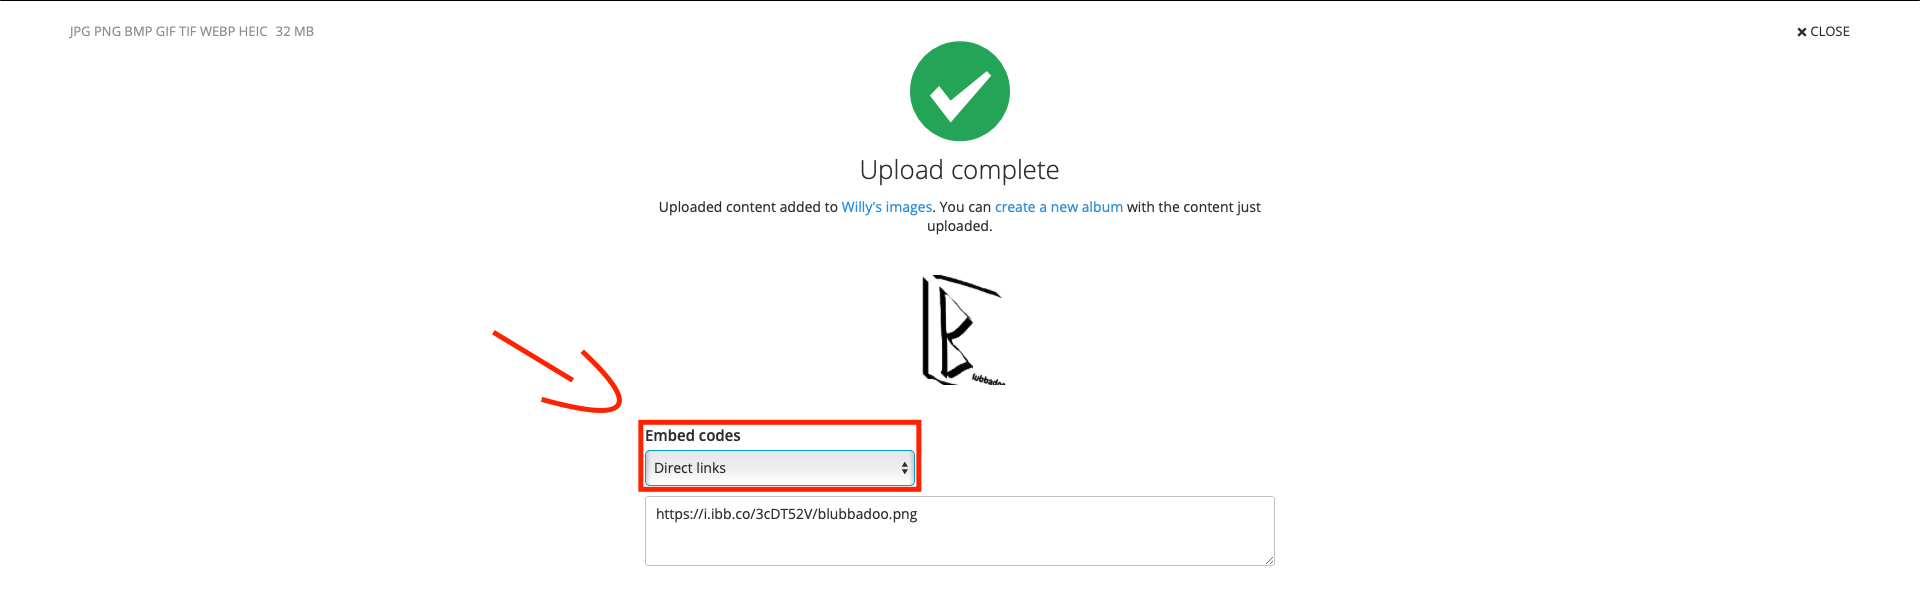 JPG PNG BMP GIF TIF WEBP HEIC 32 MB
CLOSE
Upload complete
Uploaded content added to Willy's images. You can create a new album with the content just
uploaded.
B
lubbadoo
Embed codes
Direct links
https://i.ibb.co/3cDT52V/blubbadoo.png